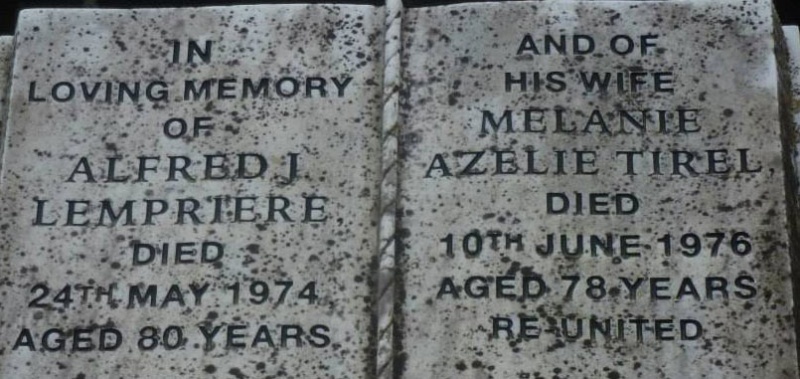 IN
LOVING MEMORY
OF
ALFRED J
LEMPRIERE,
DIED
24TH MAY 1974
AGED 80 YEARS.
AND OF
HIS WIFE
MELANIE
AZELIE TIREL,
DIED
10TH JUNE 1976
AGED 78 YEARS
RE-UNITED